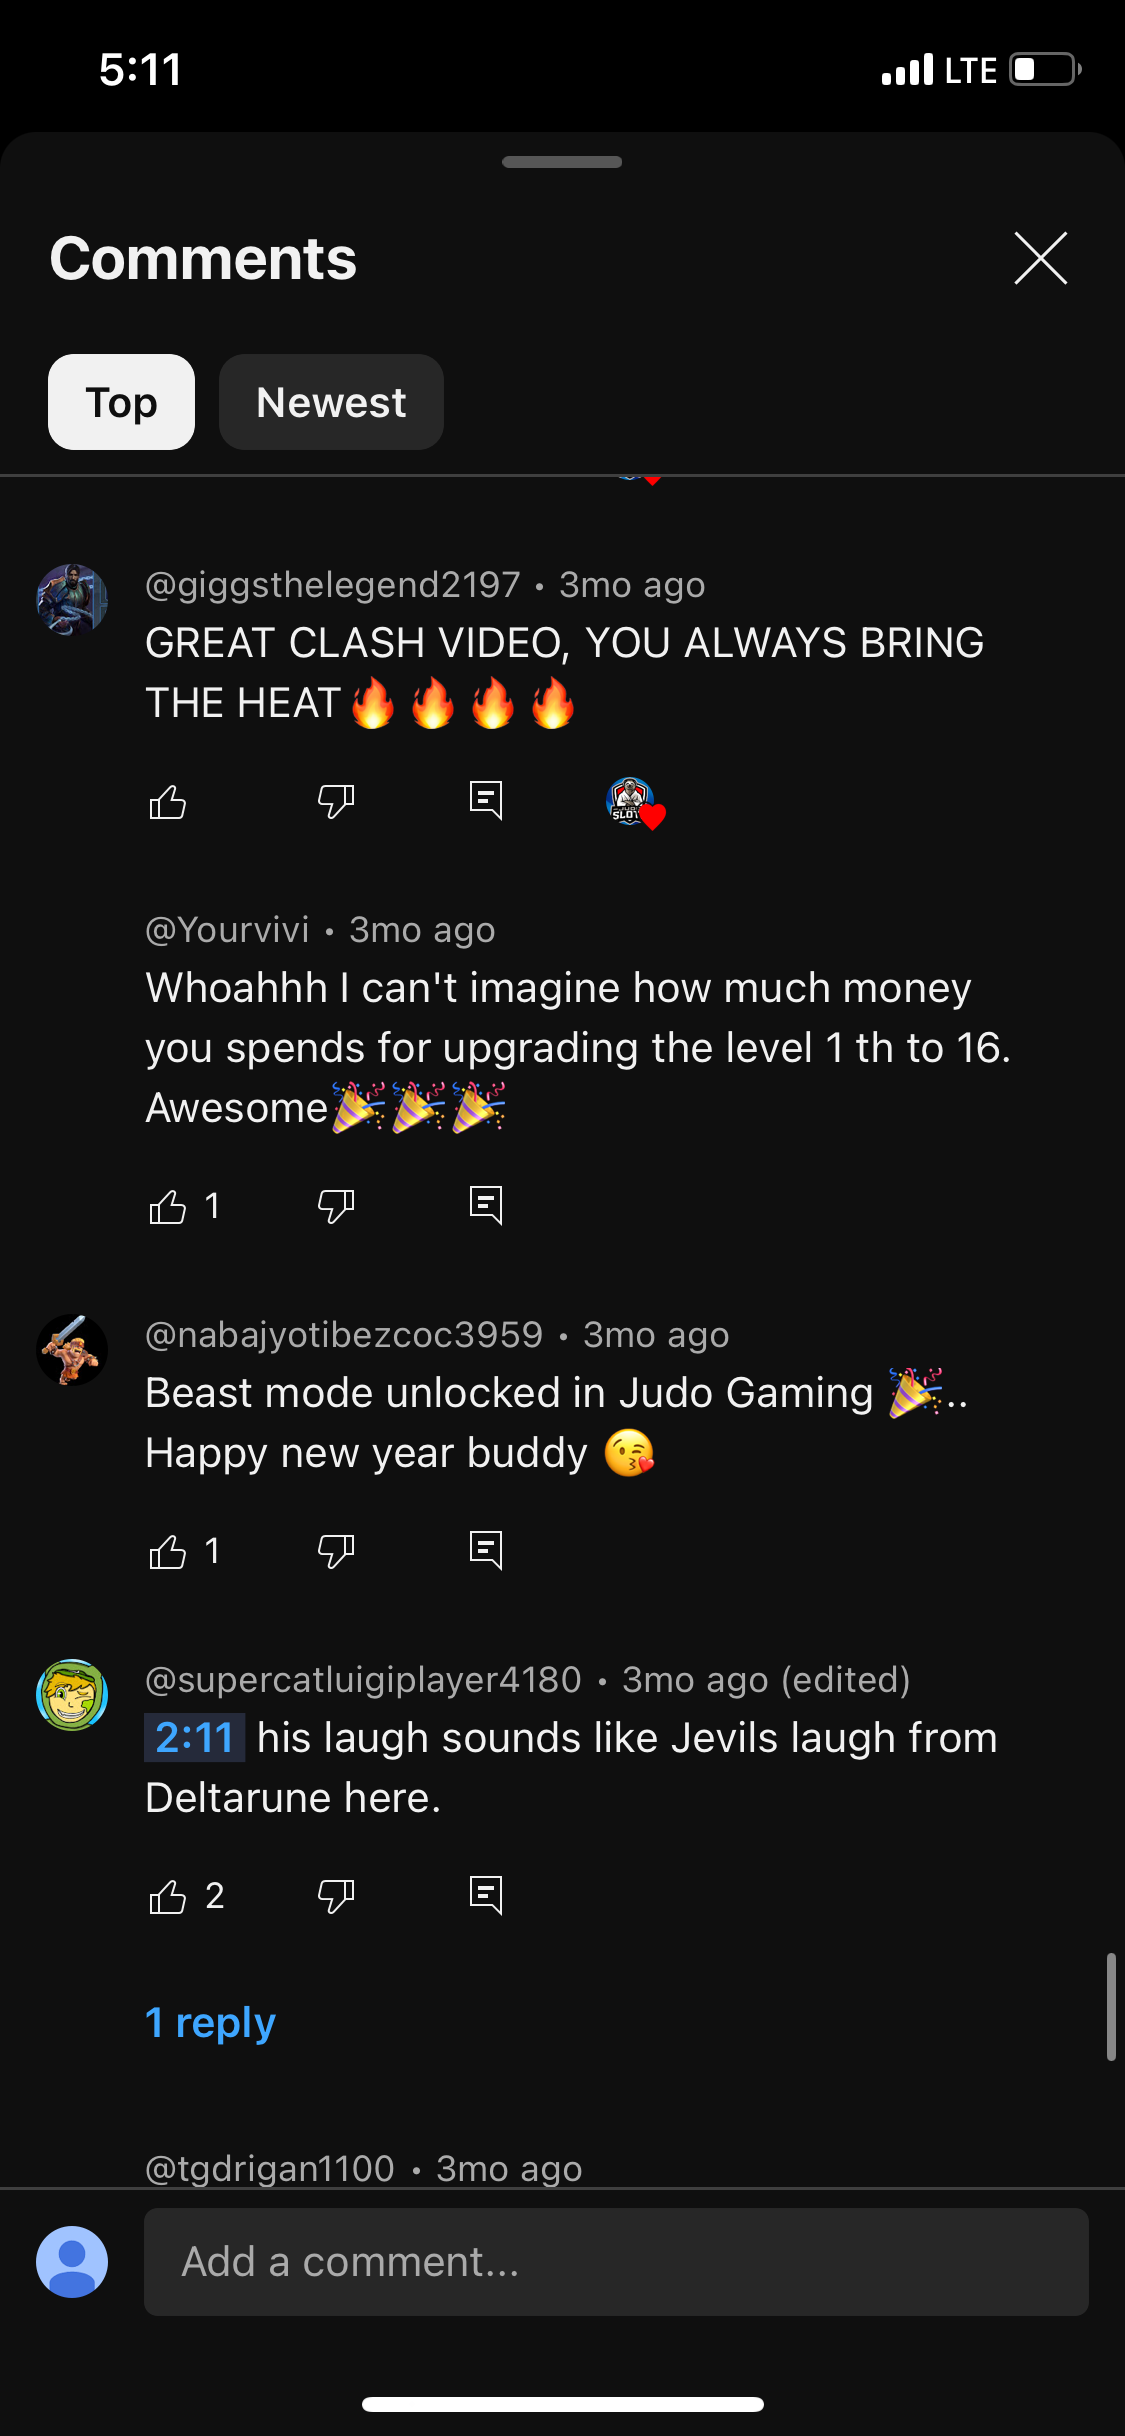 5:11
LTE
Comments
Top
Newest
@giggsthelegend2197 • 3mo ago
GREAT CLASH VIDEO, YOU ALWAYS BRING
THE HEAT🔥🔥🔥🔥
@Yourvivi • 3mo ago
Whoahhh I can't imagine how much money
you spends for upgrading the level 1 th to 16.
Awesome🎉🎉🎉
1
@nabajyotibezcoc3959 • 3mo ago
Beast mode unlocked in Judo Gaming 🎉..
Happy new year buddy 😘
1
@supercatluigiplayer4180 • 3mo ago (edited)
2:11 his laugh sounds like Jevils laugh from
Deltarune here.
2
1 reply
@tgdrigan1100 • 3mo ago
Add a comment...